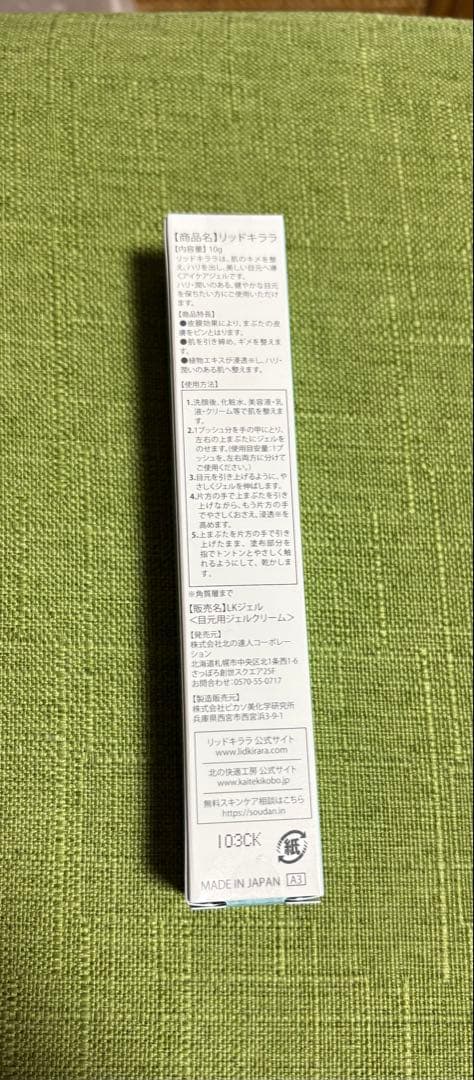 【商品名】リッドキララ
【内容量】10g
リッドキララは、肌のキメを整
え、ハリを出し、美しい目元へ導
くアイケアジェルです。
ハリ・潤いのある、健やかな目元
を保ちたい方にご使用いただけ
ます。
【商品特長】
●皮膜効果により、まぶたの皮
膚をピンとはります。
●肌を引き締め、キメを整えま
す。
●植物エキスが浸透※し、ハリ・
潤いのある肌へ整えます。
【使用方法】
1.洗顔後、化粧水、美容液・乳
液・クリーム等で肌を整えま
す。
2.1プッシュ分を手の甲にとり、
左右の上まぶたにジェルを
のせます。(使用目安量:1プ
ッシュを、左右両方に分けて
ご使用ください。)
3.目元を引き上げるように、や
さしくジェルを伸ばします。
4.片方の手で上まぶたを引き
上げながら、もう片方の手
でやさしくおさえ、浸透※を
高めます。
5.上まぶたを片方の手で引き
上げたまま、塗布部分を
指でトントンとやさしく触
れるようにして、乾かしま
す。
※角質層まで
【販売名】LKジェル
<目元用ジェルクリーム>
【発売元】
株式会社北の達人コーポレー
ション
北海道札幌市中央区北1条西1-6
さっぽろ創世スクエア25F
お問合わせ:0570-55-0717
【製造販売元】
株式会社ピカソ美化学研究所
兵庫県西宮市西宮浜3-9-1
リッドキララ 公式サイト
www.lidkirara.com
北の快適工房 公式サイト
www.kaitekikobo.jp
無料スキンケア相談はこちら
https://soudan.in
103CK
紙
MADE IN JAPAN A3